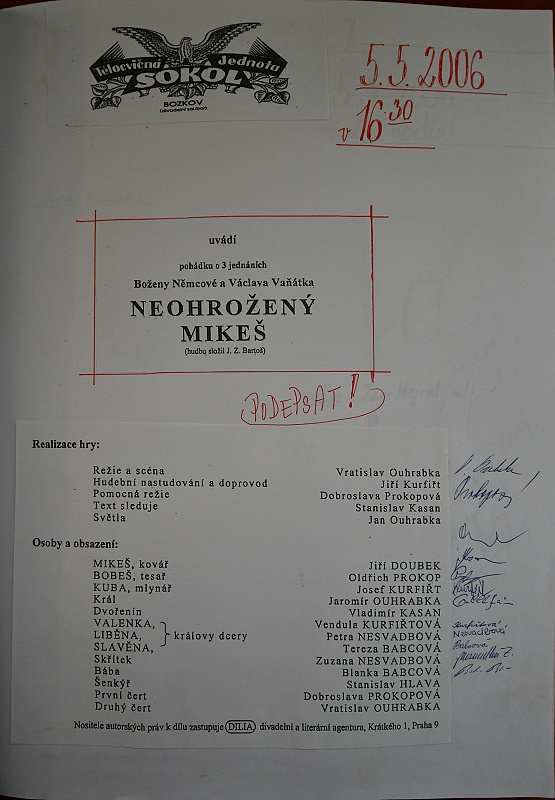 Tělocvičná Jednota
SOKOL
BOZKOV
(divadelní soubor)
5.5.2006
v 16.30
uvádí
pohádku o 3 jednáních
Boženy Němcové a Václava Vaňátka
NEOHROŽENÝ
MIKEŠ
(hudbu složil J. Z. Bartoš)
PODEPSAT!
Realizace hry:
Režie a scéna Vratislav Ouhrabka
Hudební nastudování a doprovod Jiří Kurfiřt
Pomocná režie Dobroslava Prokopová
Text sleduje Stanislav Kasan
Světla Jan Ouhrabka
Osoby a obsazení:
MIKEŠ, kovář Jiří DOUBEK
BOBEŠ, tesař Oldřich PROKOP
KUBA, mlynář Josef KURFIŘT
Král Jaromír OUHRABKA
Dvořenín Vladimír KASAN
VALENKA, Vendula KURFIŘTOVÁ
LIBĚNA, královy dcery Petra NESVADBOVÁ
SLAVĚNA, Tereza BABCOVÁ
Skřítek Zuzana NESVADBOVÁ
Bába Blanka BABCOVÁ
Šenkýř Stanislav HLAVA
První čert Dobroslava PROKOPOVÁ
Druhý čert Vratislav OUHRABKA
Nositele autorských práv k dílu zastupuje DILIA divadelní a literární agentura, Krátkého 1, Praha 9